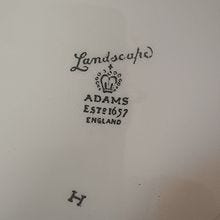 Landscape
ADAMS
ESTD 1657
ENGLAND
H